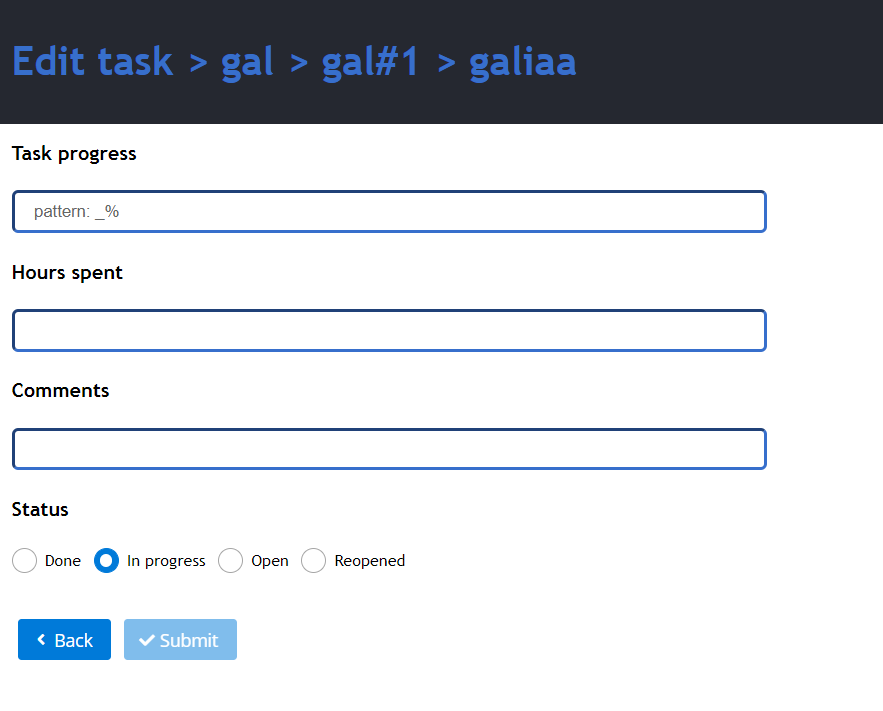 Edit task > gal > gal#1 > galiaa
Task progress
pattern: _%
Hours spent
Comments
Status
Done In progress Open Reopened
Back Submit